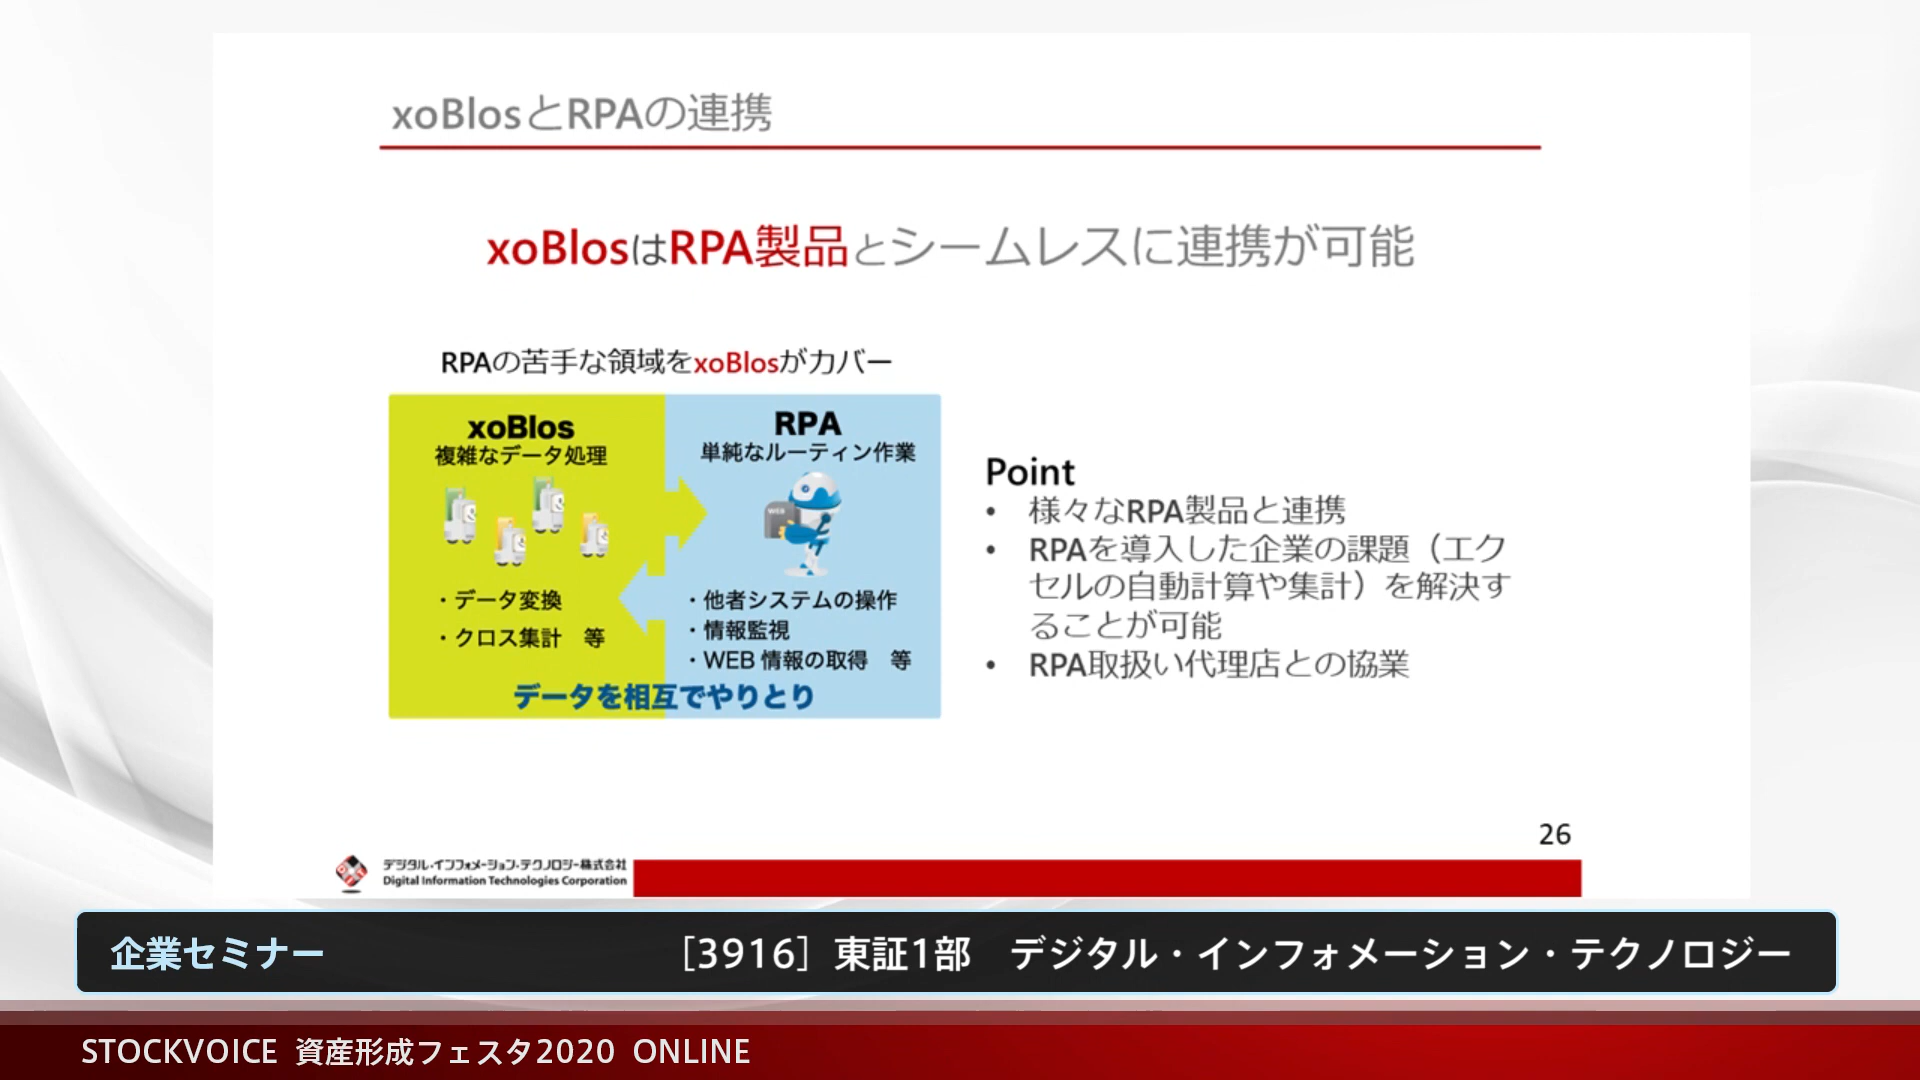 xoBlosとRPAの連携
xoBlosはRPA製品とシームレスに連携が可能
RPAの苦手な領域をxoBlosがカバー
xoBlos
複雑なデータ処理
・データ変換
・クロス集計　等
RPA
単純なルーティン作業
WEB
・他者システムの操作
・情報監視
・WEB 情報の取得　等
データを相互でやりとり
Point
• 様々なRPA製品と連携
• RPAを導入した企業の課題（エク
セルの自動計算や集計）を解決す
ることが可能
• RPA取扱い代理店との協業
26
デジタル・インフォメーション・テクノロジー株式会社
Digital Information Technologies Corporation
企業セミナー
［3916］東証1部　デジタル・インフォメーション・テクノロジー
STOCKVOICE 資産形成フェスタ2020 ONLINE